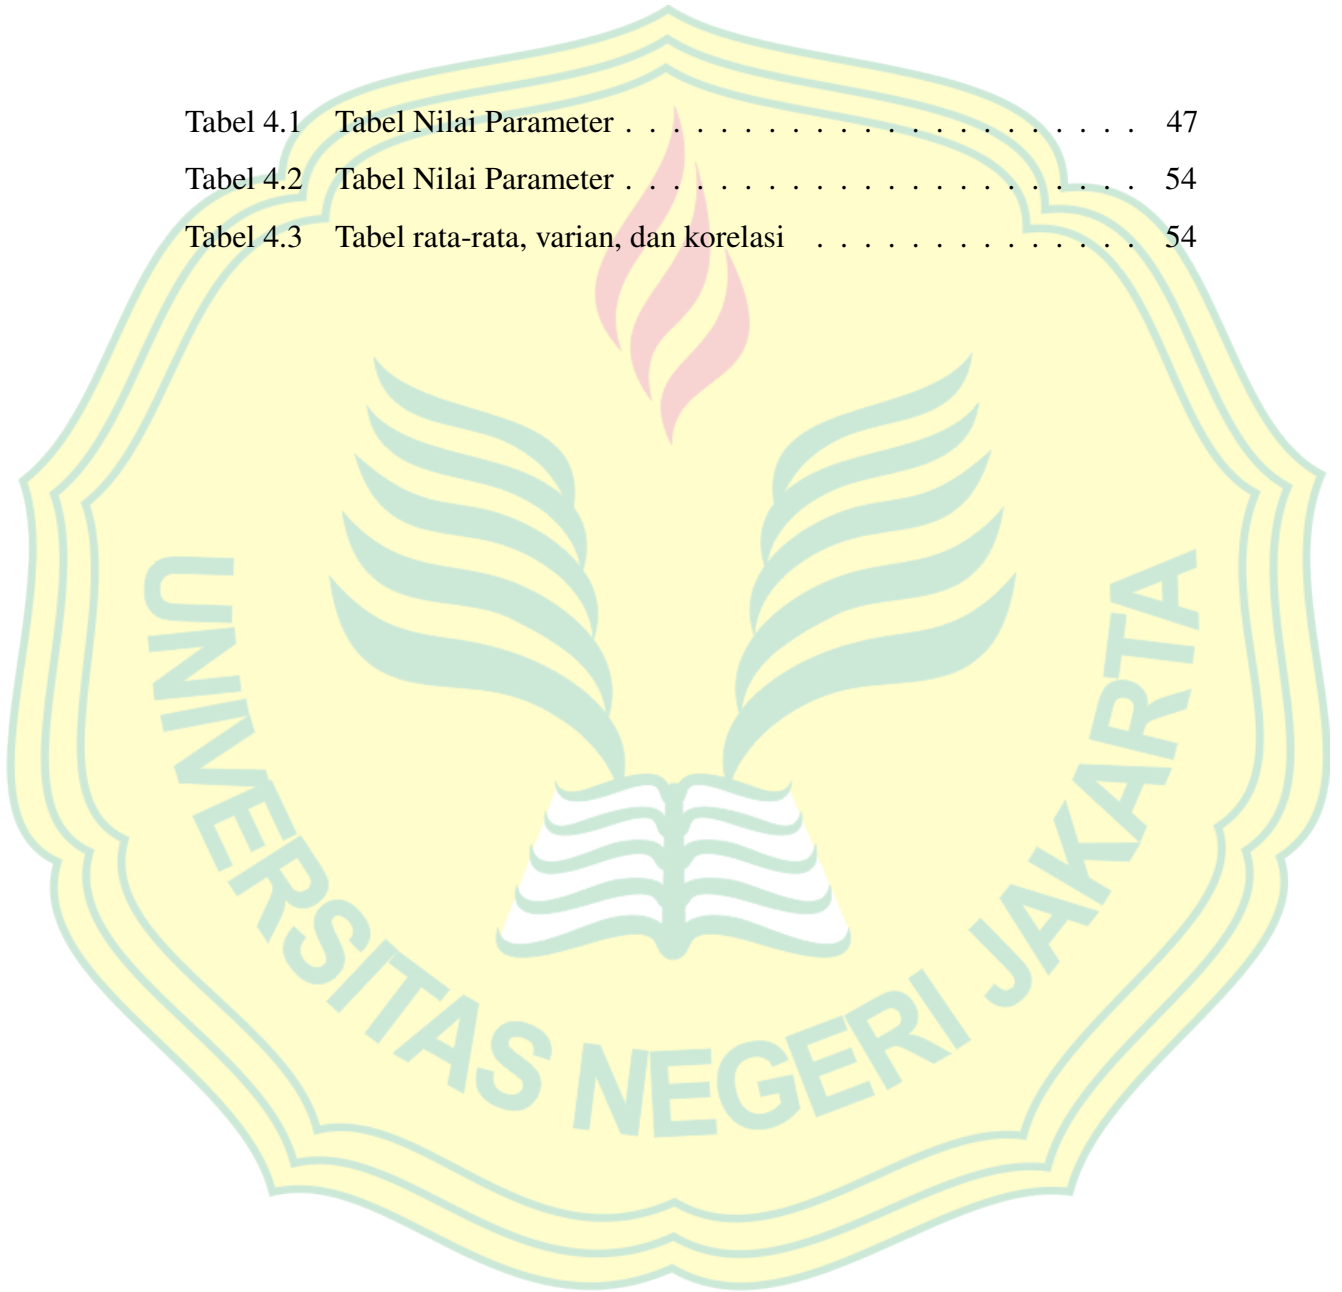 Tabel 4.1 Tabel Nilai Parameter . . . . . . . . . . . . . . . . . . . . . . 47
Tabel 4.2 Tabel Nilai Parameter . . . . . . . . . . . . . . . . . . . . . . 54
Tabel 4.3 Tabel rata-rata, varian, dan korelasi . . . . . . . . . . . . . . 54
UNIVERSITAS NEGERI JAKARTA